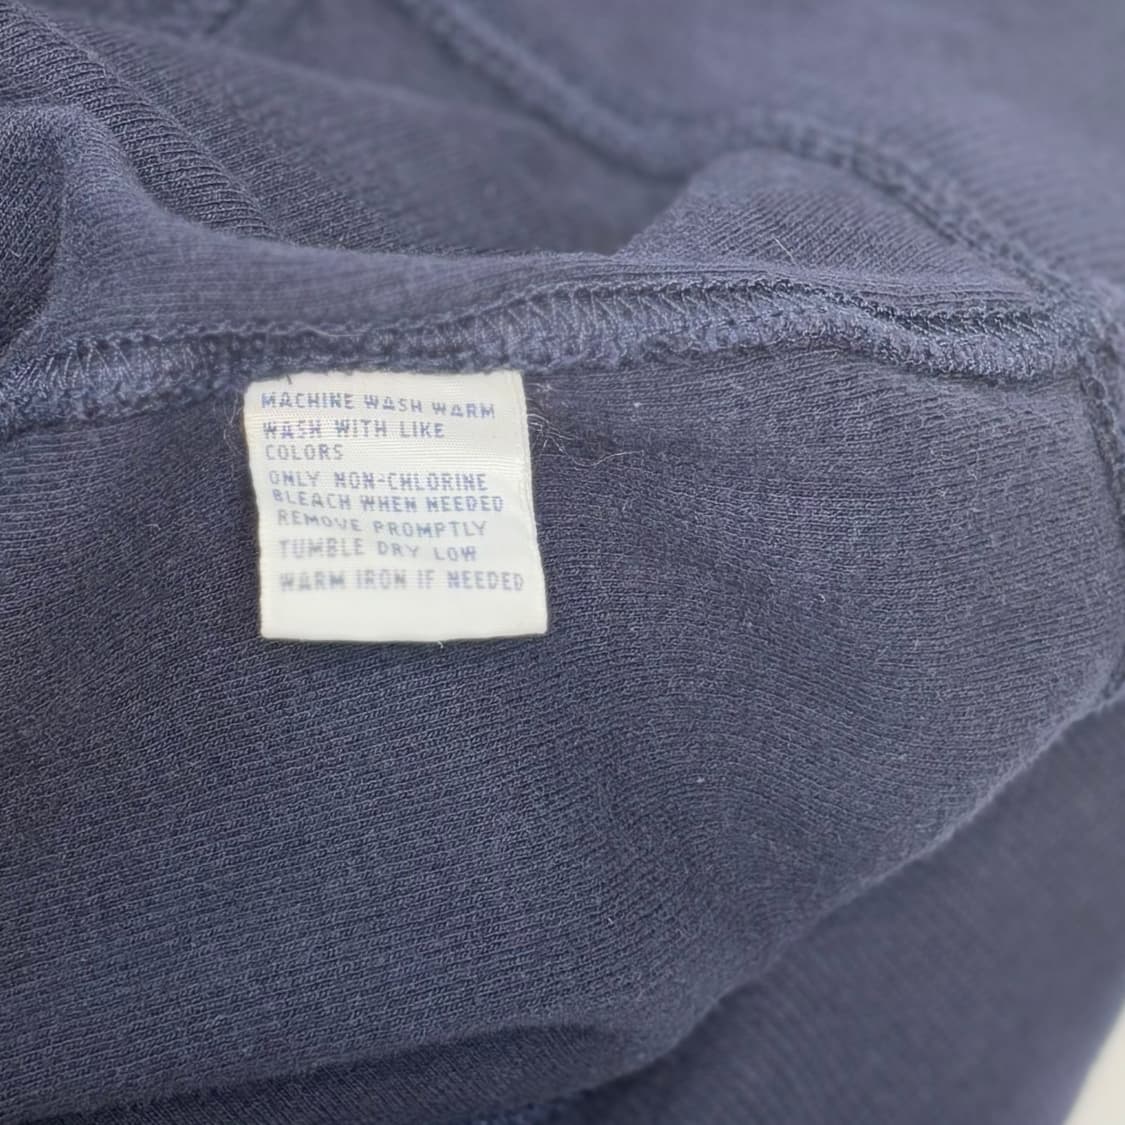 MACHINE WASH WARM
WASH WITH LIKE
COLORS
ONLY NON-CHLORINE
BLEACH WHEN NEEDED
REMOVE PROMPTLY
TUMBLE DRY LOW
WARM IRON IF NEEDED